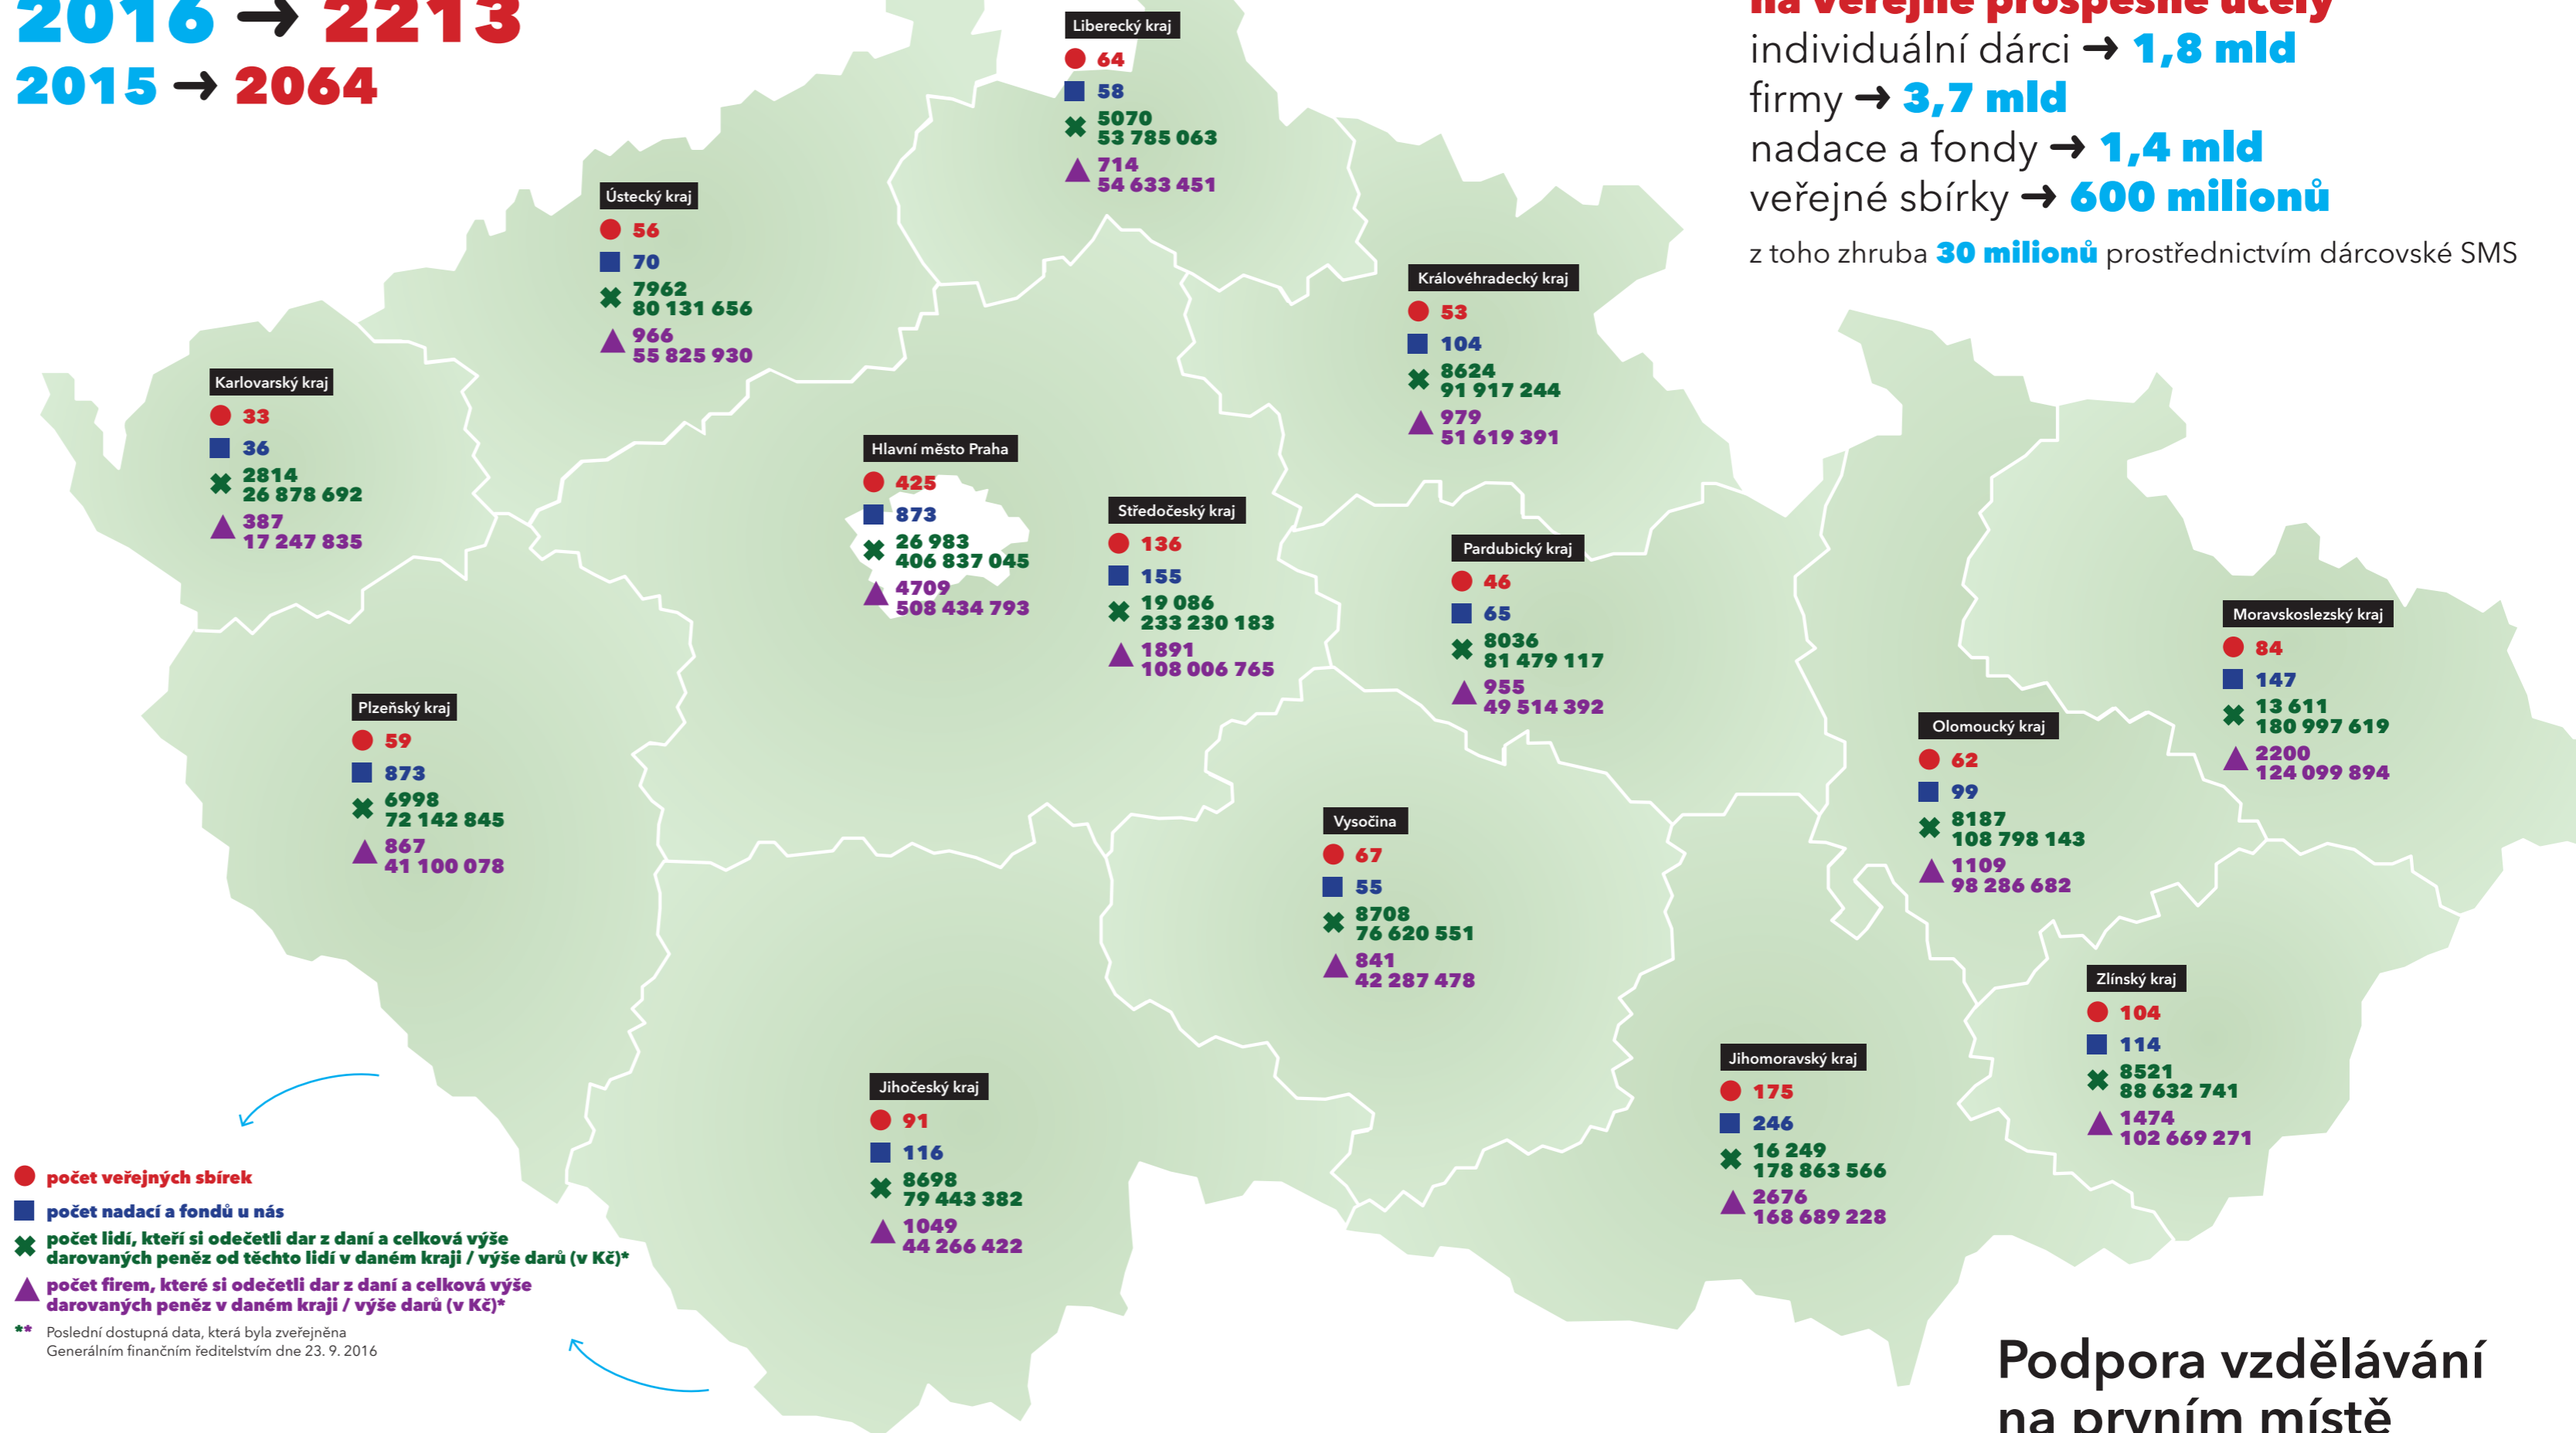 2016 → 2213
2015 → 2064
na veřejně prospěšné účely
individuální dárci → 1,8 mld
firmy → 3,7 mld
nadace a fondy → 1,4 mld
veřejné sbírky → 600 milionů
z toho zhruba 30 milionů prostřednictvím dárcovské SMS
Liberecký kraj
64
58
5070
53 785 063
714
54 633 451
Ústecký kraj
56
70
7962
80 131 656
966
55 825 930
Královéhradecký kraj
53
104
8624
91 917 244
979
51 619 391
Karlovarský kraj
33
36
2814
26 878 692
387
17 247 835
Hlavní město Praha
425
873
26 983
406 837 045
4709
508 434 793
Středočeský kraj
136
155
19 086
233 230 183
1891
108 006 765
Pardubický kraj
46
65
8036
81 479 117
955
49 514 392
Moravskoslezský kraj
84
147
13 611
180 997 619
2200
124 099 894
Plzeňský kraj
59
873
6998
72 142 845
867
41 100 078
Olomoucký kraj
62
99
8187
108 798 143
1109
98 286 682
Vysočina
67
55
8708
76 620 551
841
42 287 478
Zlínský kraj
104
114
8521
88 632 741
1474
102 669 271
Jihomoravský kraj
175
246
16 249
178 863 566
2676
168 689 228
Jihočeský kraj
91
116
8698
79 443 382
1049
44 266 422
počet veřejných sbírek
počet nadací a fondů u nás
počet lidí, kteří si odečetli dar z daní a celková výše
darovaných peněz od těchto lidí v daném kraji / výše darů (v Kč)*
počet firem, které si odečetli dar z daní a celková výše
darovaných peněz v daném kraji / výše darů (v Kč)*
** Poslední dostupná data, která byla zveřejněna
Generálním finančním ředitelstvím dne 23. 9. 2016
Podpora vzdělávání
na prvním místě